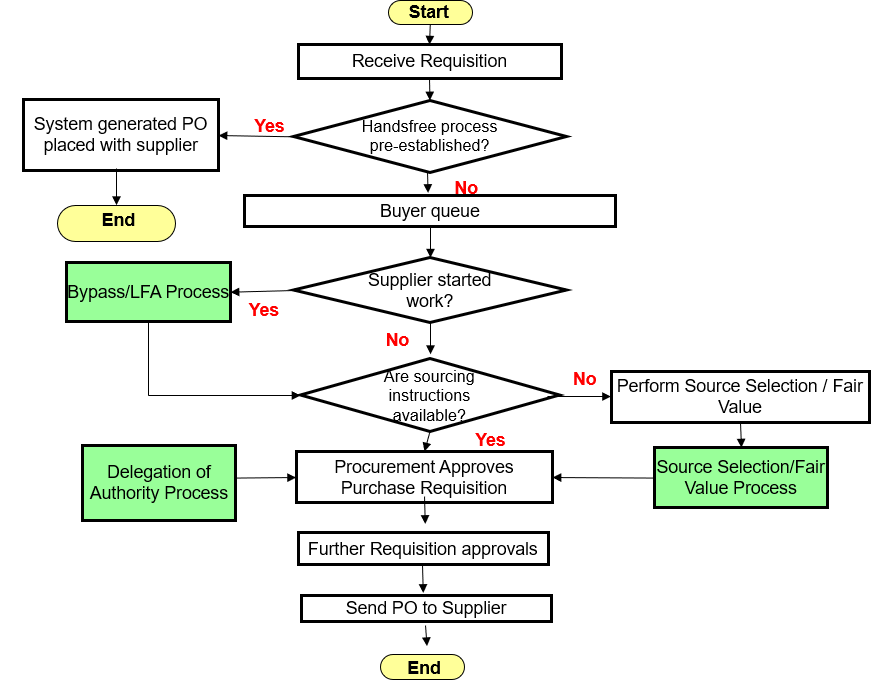 Start
Receive Requisition
Handsfree process
pre-established?
Yes
System generated PO
placed with supplier
End
No
Buyer queue
Supplier started
work?
Yes
Bypass/LFA Process
No
Are sourcing
instructions
available?
No
Perform Source Selection / Fair
Value
Yes
Source Selection/Fair
Value Process
Delegation of
Authority Process
Procurement Approves
Purchase Requisition
Further Requisition approvals
Send PO to Supplier
End